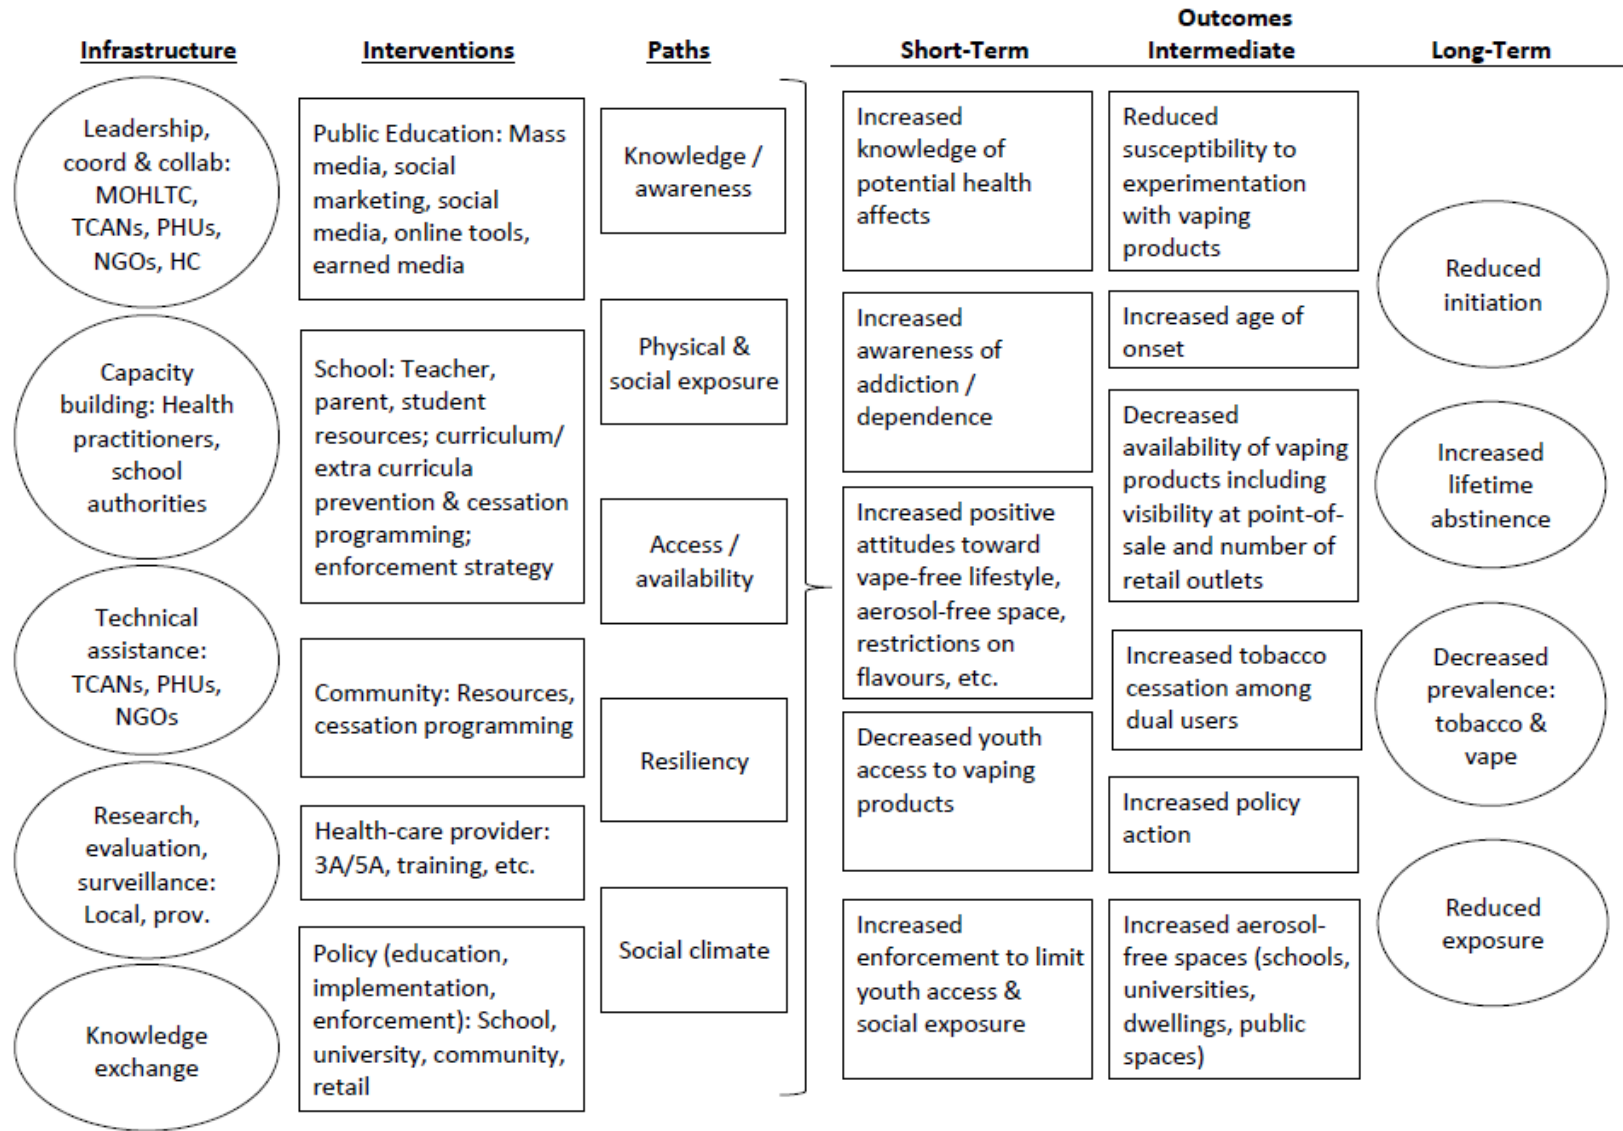 Outcomes
Infrastructure
Interventions
Paths
Short-Term
Intermediate
Long-Term
Leadership,
coord & collab:
MOHLTC,
TCANs, PHUs,
NGOs, HC
Capacity
building: Health
practitioners,
school
authorities
Technical
assistance:
TCANs, PHUs,
NGOs
Research,
evaluation,
surveillance:
Local, prov.
Knowledge
exchange
Public Education: Mass
media, social
marketing, social
media, online tools,
earned media
School: Teacher,
parent, student
resources; curriculum/
extra curricula
prevention & cessation
programming;
enforcement strategy
Community: Resources,
cessation programming
Health-care provider:
3A/5A, training, etc.
Policy (education,
implementation,
enforcement): School,
university, community,
retail
Knowledge /
awareness
Physical &
social exposure
Access /
availability
Resiliency
Social climate
Increased
knowledge of
potential health
affects
Increased
awareness of
addiction /
dependence
Increased positive
attitudes toward
vape-free lifestyle,
aerosol-free space,
restrictions on
flavours, etc.
Decreased youth
access to vaping
products
Increased
enforcement to limit
youth access &
social exposure
Reduced
susceptibility to
experimentation
with vaping
products
Increased age of
onset
Decreased
availability of vaping
products including
visibility at point-of-
sale and number of
retail outlets
Increased tobacco
cessation among
dual users
Increased policy
action
Increased aerosol-
free spaces (schools,
universities,
dwellings, public
spaces)
Reduced
initiation
Increased
lifetime
abstinence
Decreased
prevalence:
tobacco &
vape
Reduced
exposure